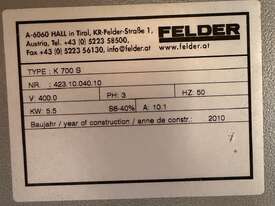 A-6060 HALL in Tirol, KR-Felder-Straße 1,
Austria, Tel. +43 (0) 5223 58500,
Fax +43 (0) 5223 56130, info@felder.at
FELDER
www.felder.at
TYPE : K 700 S
NR : 423.10.040.10
V: 400.0 PH : 3 HZ: 50
KW: 5.5 S6-40% A: 10.1
Baujahr / year of construction / anne de constr.: 2010